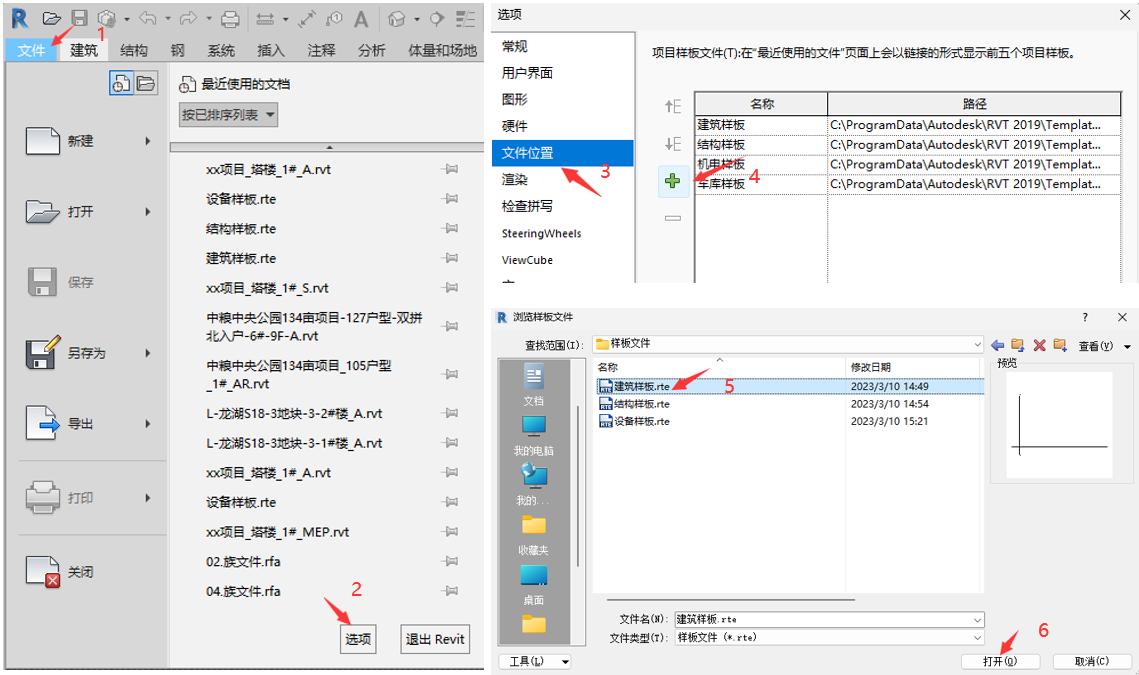 1
文件 建筑 结构 钢 系统 插入 注释 分析 体量和场地
最近使用的文档
按已排序列表
新建
打开
保存
另存为
导出
打印
关闭
xx项目_塔楼_1#_A.rvt
设备样板.rte
结构样板.rte
建筑样板.rte
xx项目_塔楼_1#_S.rvt
中粮中央公园134亩项目-127户型-双拼
北入户-6#-9F-A.rvt
中粮中央公园134亩项目_105户型
_1#_AR.rvt
L-龙湖S18-3地块-3-2#楼_A.rvt
L-龙湖S18-3地块-3-1#楼_A.rvt
xx项目_塔楼_1#_A.rvt
设备样板.rte
xx项目_塔楼_1#_MEP.rvt
02.族文件.rfa
04.族文件.rfa
2
选项 退出 Revit
选项
常规
用户界面
图形
硬件
文件位置
渲染
检查拼写
SteeringWheels
ViewCube
3
项目样板文件(T):在“最近使用的文件”页面上会以链接的形式显示前五个项目样板。
名称 路径
建筑样板 C:\ProgramData\Autodesk\RVT 2019\Templat...
结构样板 C:\ProgramData\Autodesk\RVT 2019\Templat...
机电样板 C:\ProgramData\Autodesk\RVT 2019\Templat...
车库样板 C:\ProgramData\Autodesk\RVT 2019\Templat...
4
浏览样板文件
查找范围(I): 样板文件 查看(V)
名称 修改日期 预览
建筑样板.rte 2023/3/10 14:49
结构样板.rte 2023/3/10 14:54
设备样板.rte 2023/3/10 15:21
5
文档
我的电脑
我的...
收藏夹
桌面
文件名(N): 建筑样板.rte
文件类型(T): 样板文件 (*.rte)
6
工具(L) 打开(O) 取消(C)